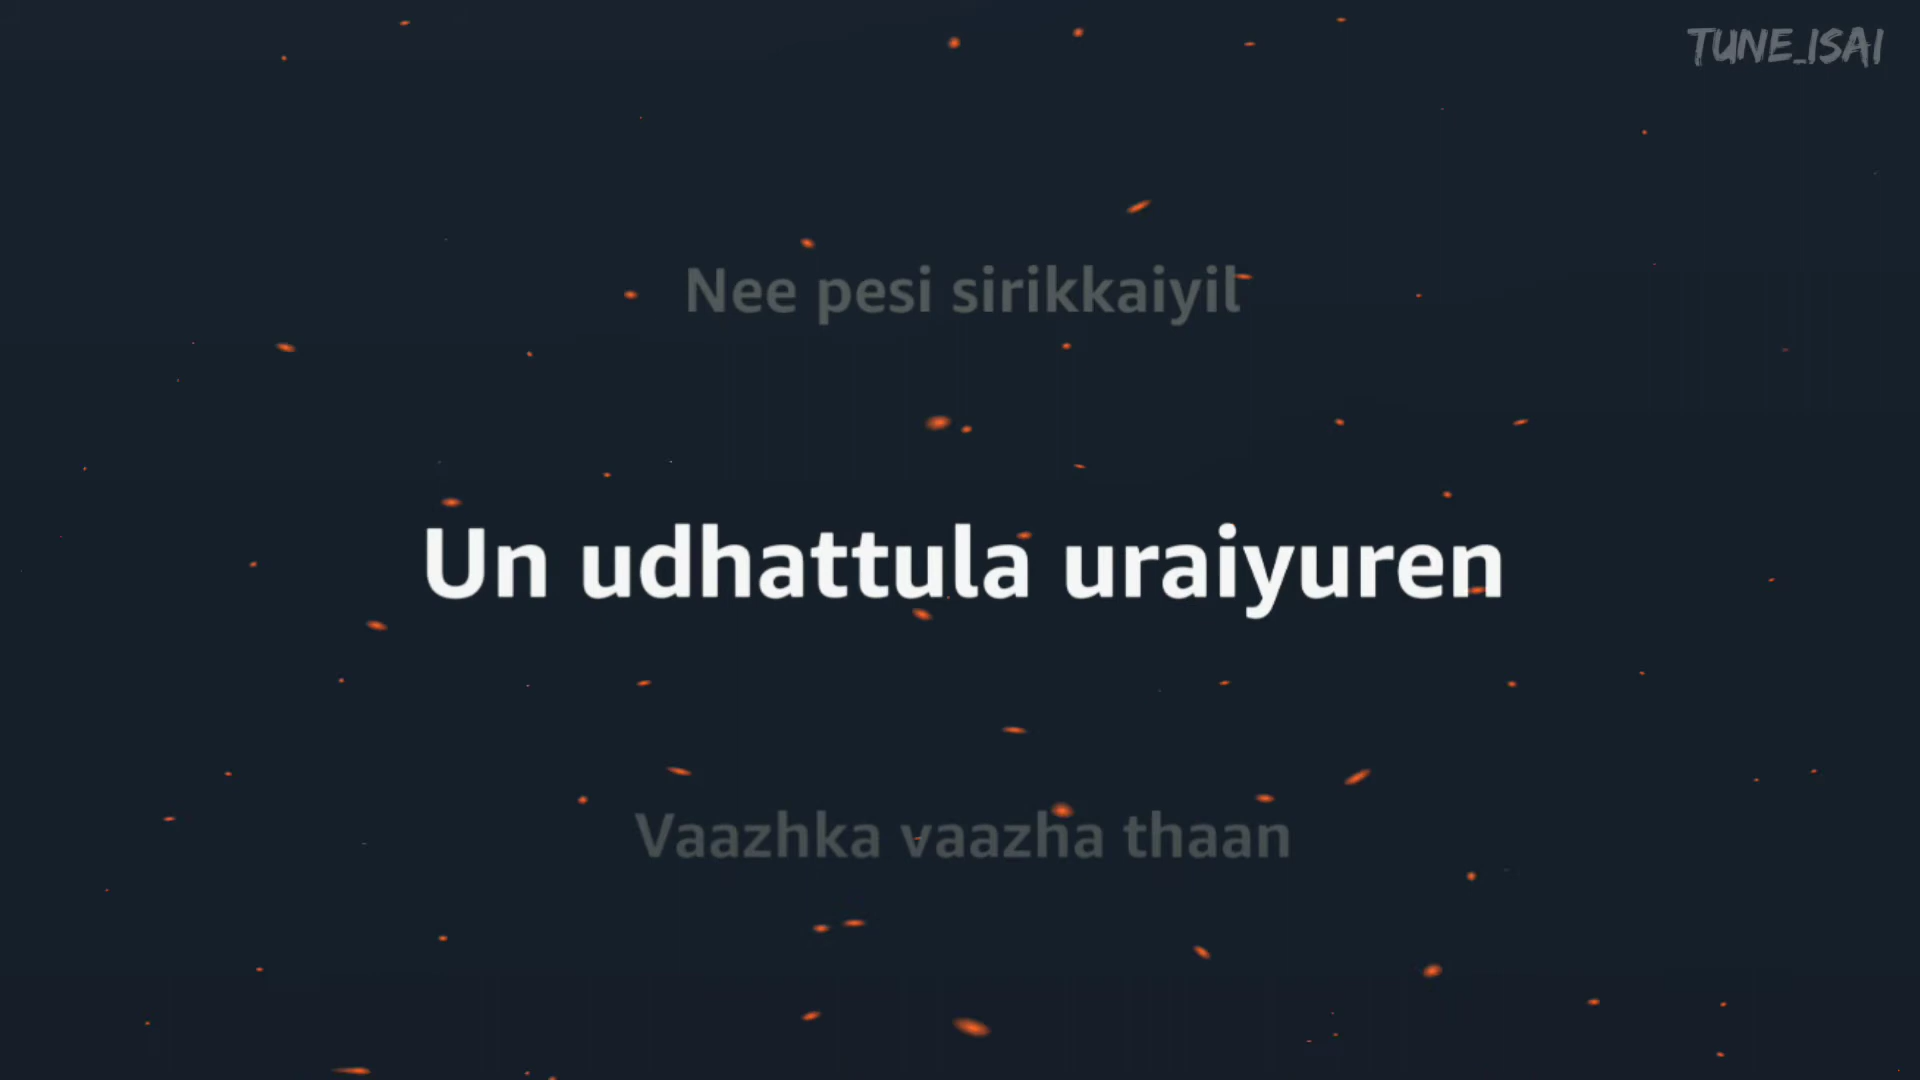 TUNE_ISAI
Nee pesi sirikkaiyil
Un udhattula uraiyuren
Vaazhka vaazha thaan